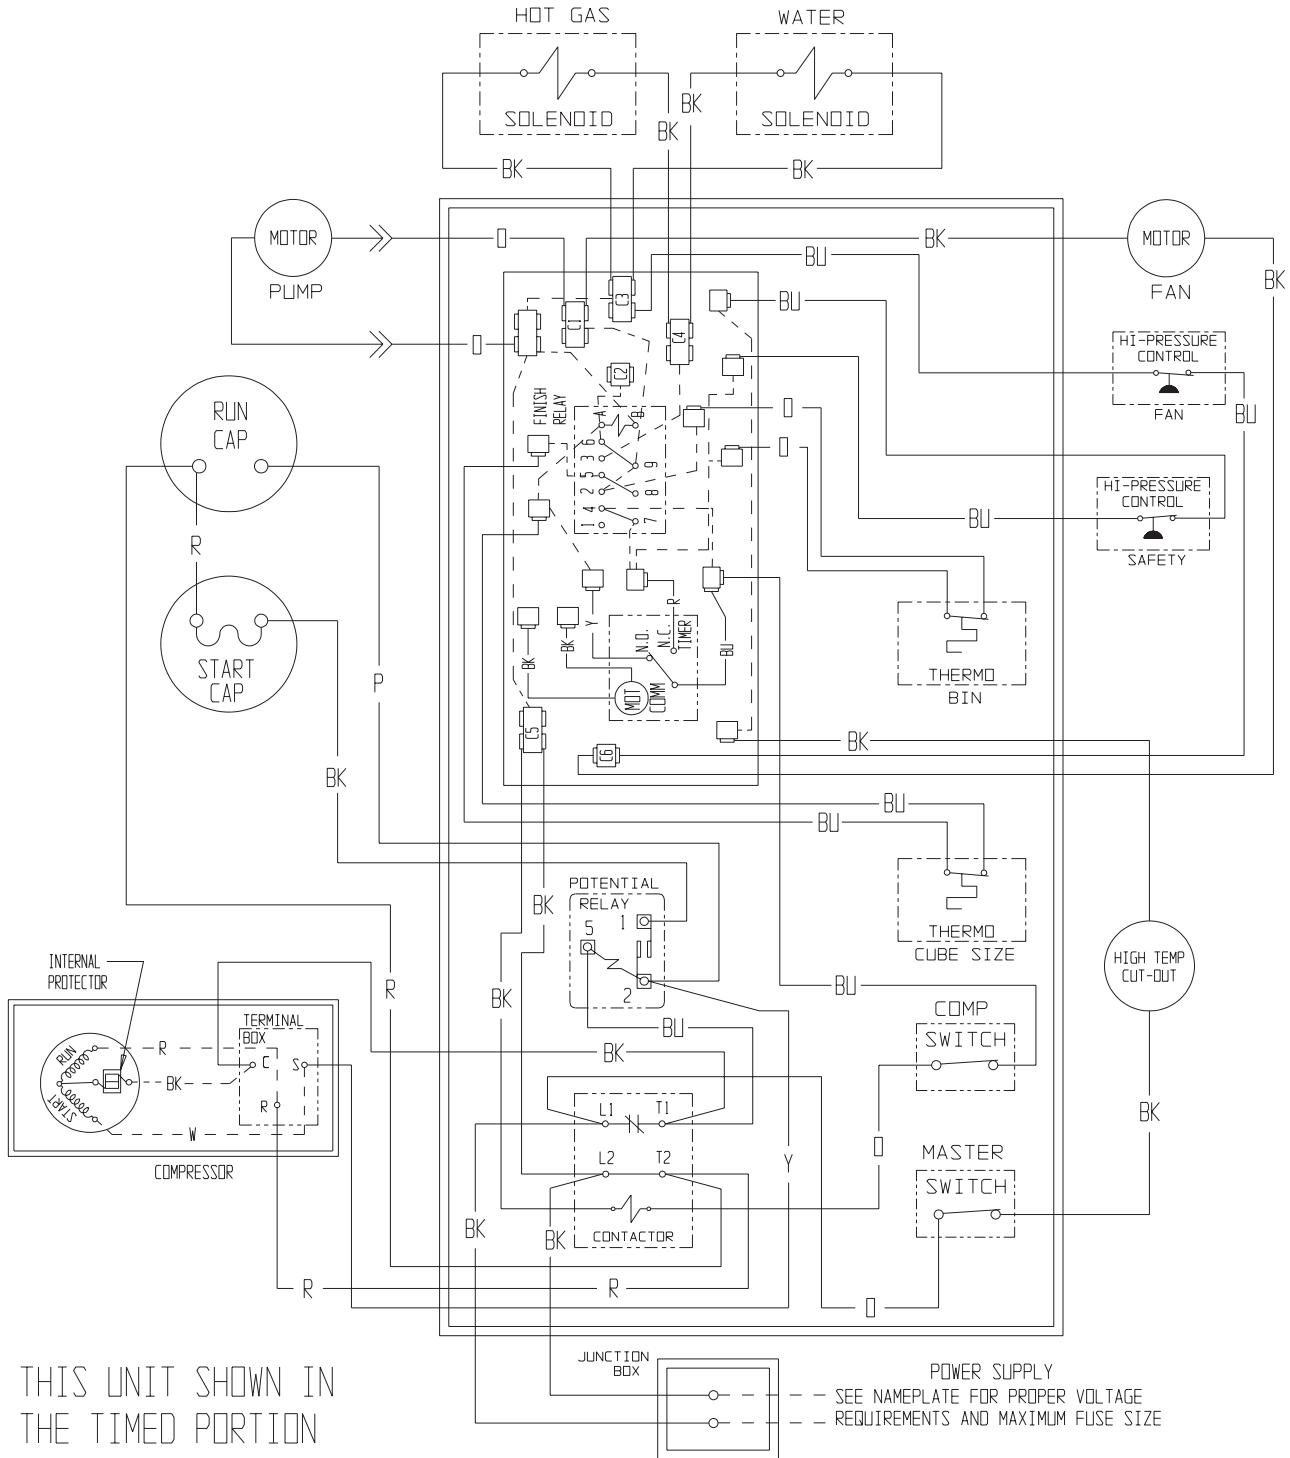 HOT GAS
WATER
SOLENOID
SOLENOID
BK
BK
BK
BK
MOTOR
PUMP
O
BK
MOTOR
FAN
BU
BK
BU
C3
C1
C4
C2
O
HI-PRESSURE
CONTROL
FAN
BU
RUN
CAP
FINISH
RELAY
A
B
6
3
5
2
4
1
9
8
7
O
O
HI-PRESSURE
CONTROL
SAFETY
BU
R
START
CAP
P
BK
Y
R
BK
BK
N.O.
N.C.
TIMER
MOT
COMM
BU
THERMO
BIN
C5
C6
BK
BU
BU
THERMO
CUBE SIZE
HIGH TEMP
CUT-OUT
POTENTIAL
RELAY
5
1
2
BK
R
BK
BU
BU
BK
COMP
SWITCH
INTERNAL
PROTECTOR
TERMINAL
BOX
RUN
START
R
BK
W
C
S
R
COMPRESSOR
L1
T1
L2
T2
CONTACTOR
Y
O
BK
MASTER
SWITCH
BK
BK
R
R
O
JUNCTION
BOX
POWER SUPPLY
SEE NAMEPLATE FOR PROPER VOLTAGE
REQUIREMENTS AND MAXIMUM FUSE SIZE
THIS UNIT SHOWN IN
THE TIMED PORTION